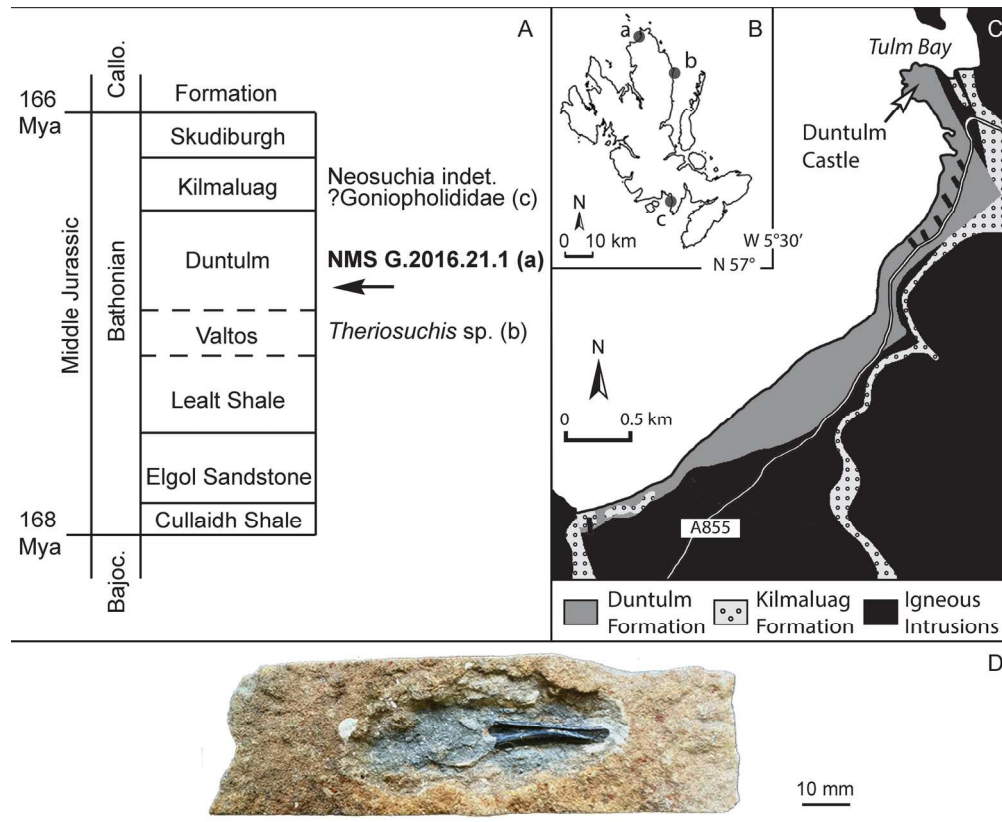 A
Callo.
166
Mya
Formation
Skudiburgh
Kilmaluag
Neosuchia indet.
?Goniopholididae (c)
Middle Jurassic
Bathonian
Duntulm
NMS G.2016.21.1 (a)
Valtos
Theriosuchis sp. (b)
Lealt Shale
Elgol Sandstone
168
Mya
Cullaidh Shale
Bajoc.
B
a
b
c
N
0 10 km
W 5°30′
N 57°
C
Tulm Bay
Duntulm
Castle
N
0 0.5 km
A855
Duntulm
Formation
Kilmaluag
Formation
Igneous
Intrusions
D
10 mm